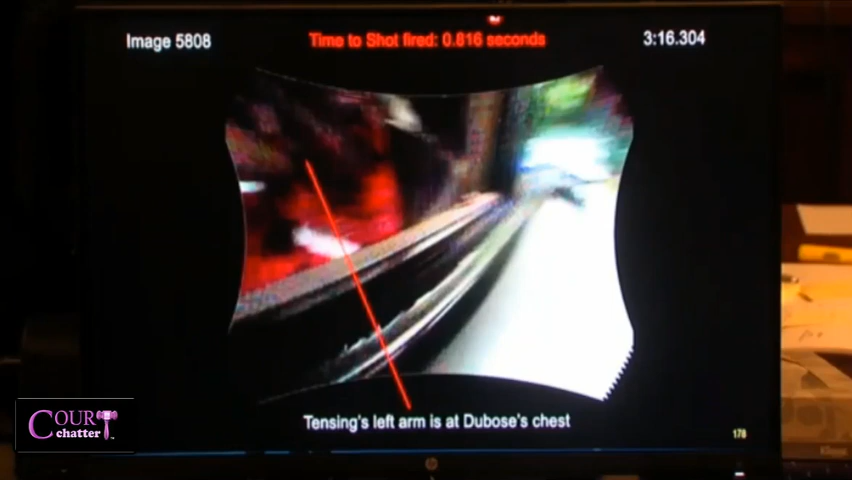 Image 5808
Time to Shot fired: 0.816 seconds
3:16.304
Tensing's left arm is at Dubose's chest
178
COURT
chatter